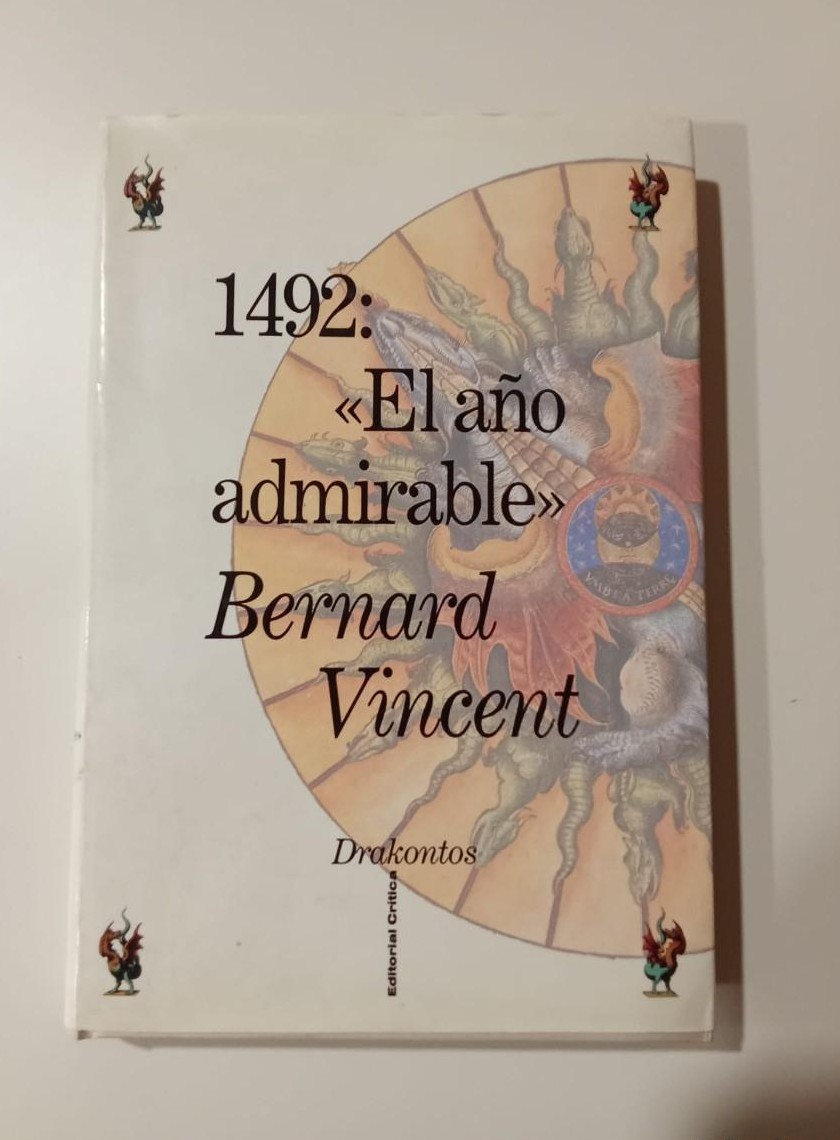 1492:
«El año
admirable»
Bernard
Vincent
Drakontos
Editorial Crítica